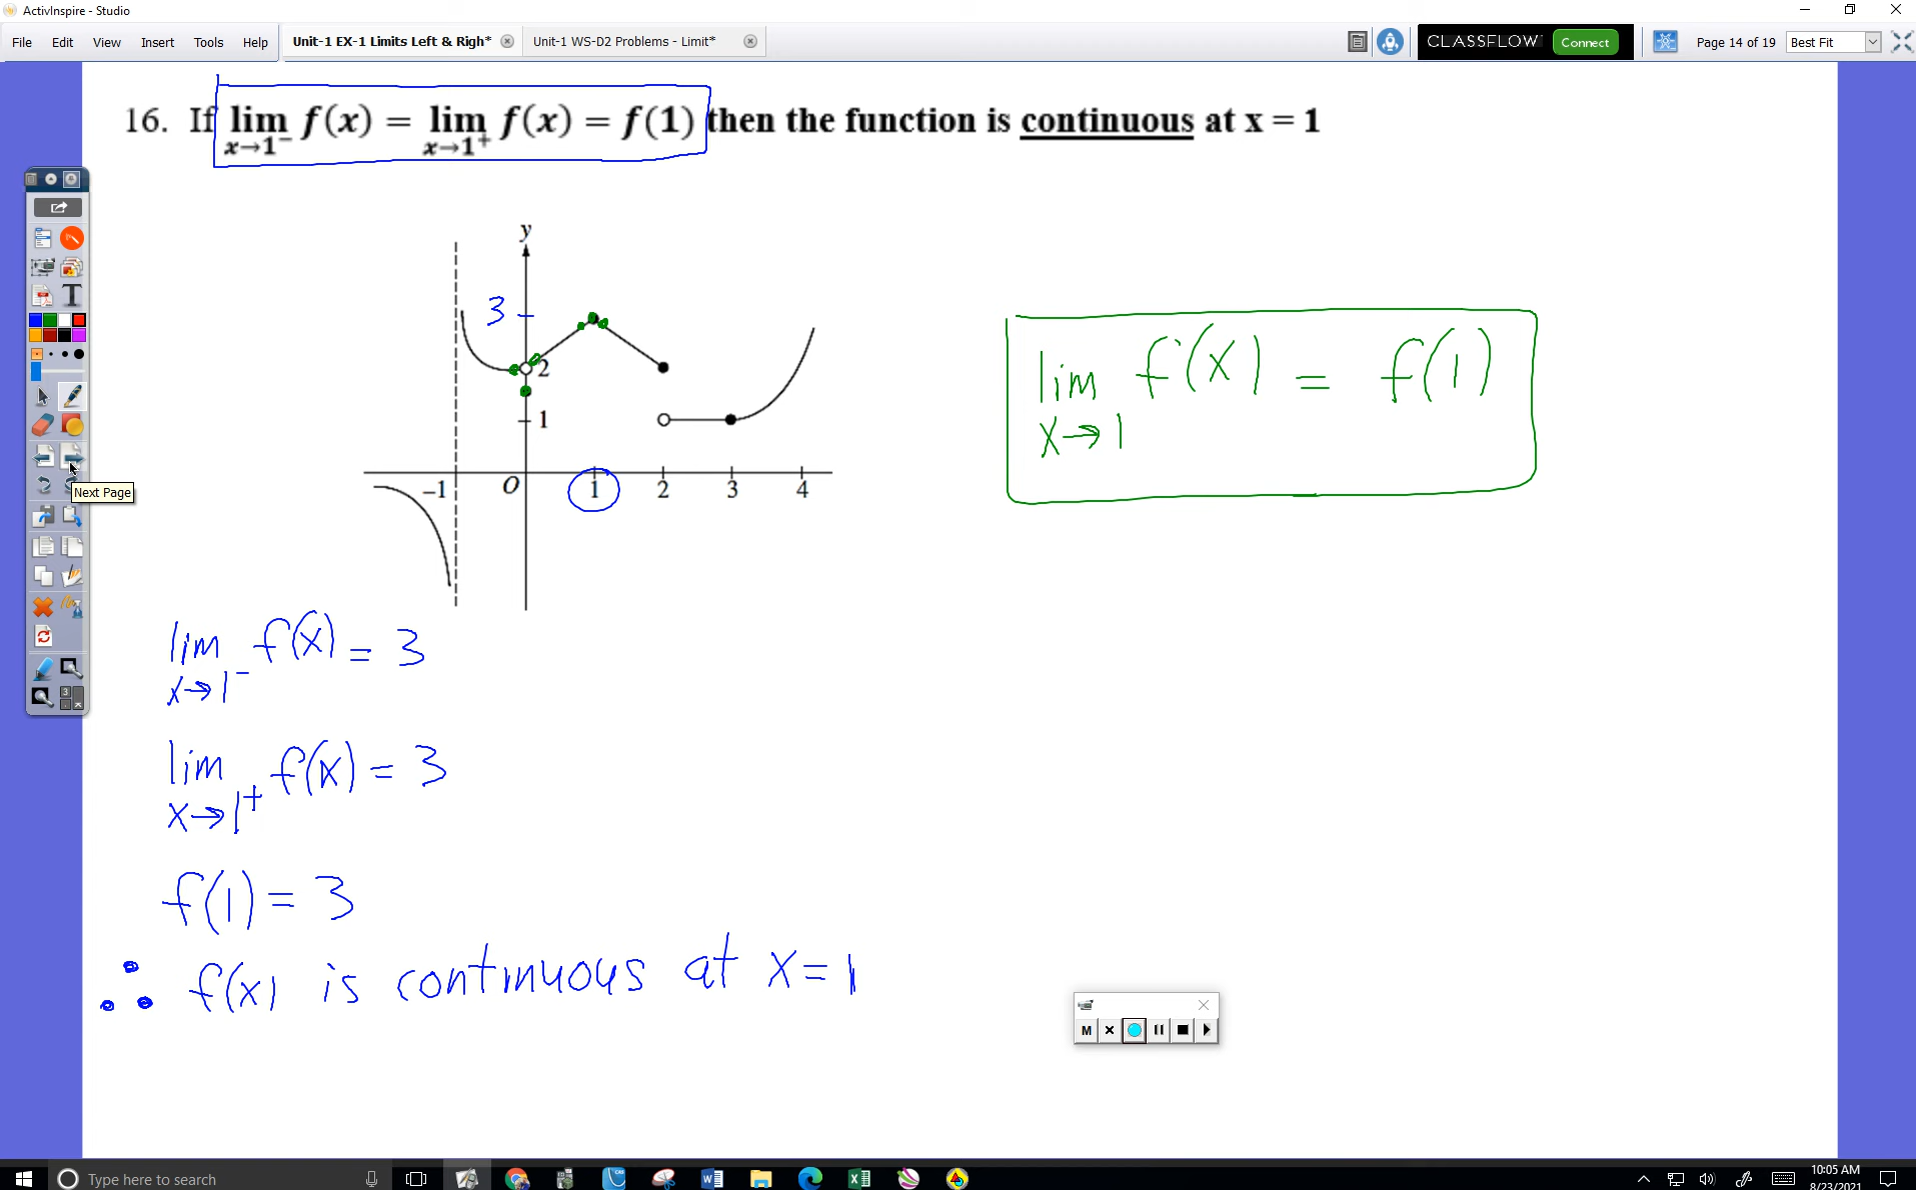 ActivInspire - Studio
File Edit View Insert Tools Help
Unit-1 EX-1 Limits Left & Righ*
Unit-1 WS-D2 Problems - Limit*
CLASSFLOW
Connect
Page 14 of 19
Best Fit
16. If lim x→1⁻ f(x) = lim x→1⁺ f(x) = f(1) then the function is continuous at x = 1
y
3
2
1
-1 O 1 2 3 4
lim x→1 f(x) = f(1)
T
Next Page
3
lim x→1⁻ f(x) = 3
lim x→1⁺ f(x) = 3
f(1) = 3
∴ f(x) is continuous at x = 1
M
Type here to search
10:05 AM
8/23/2021